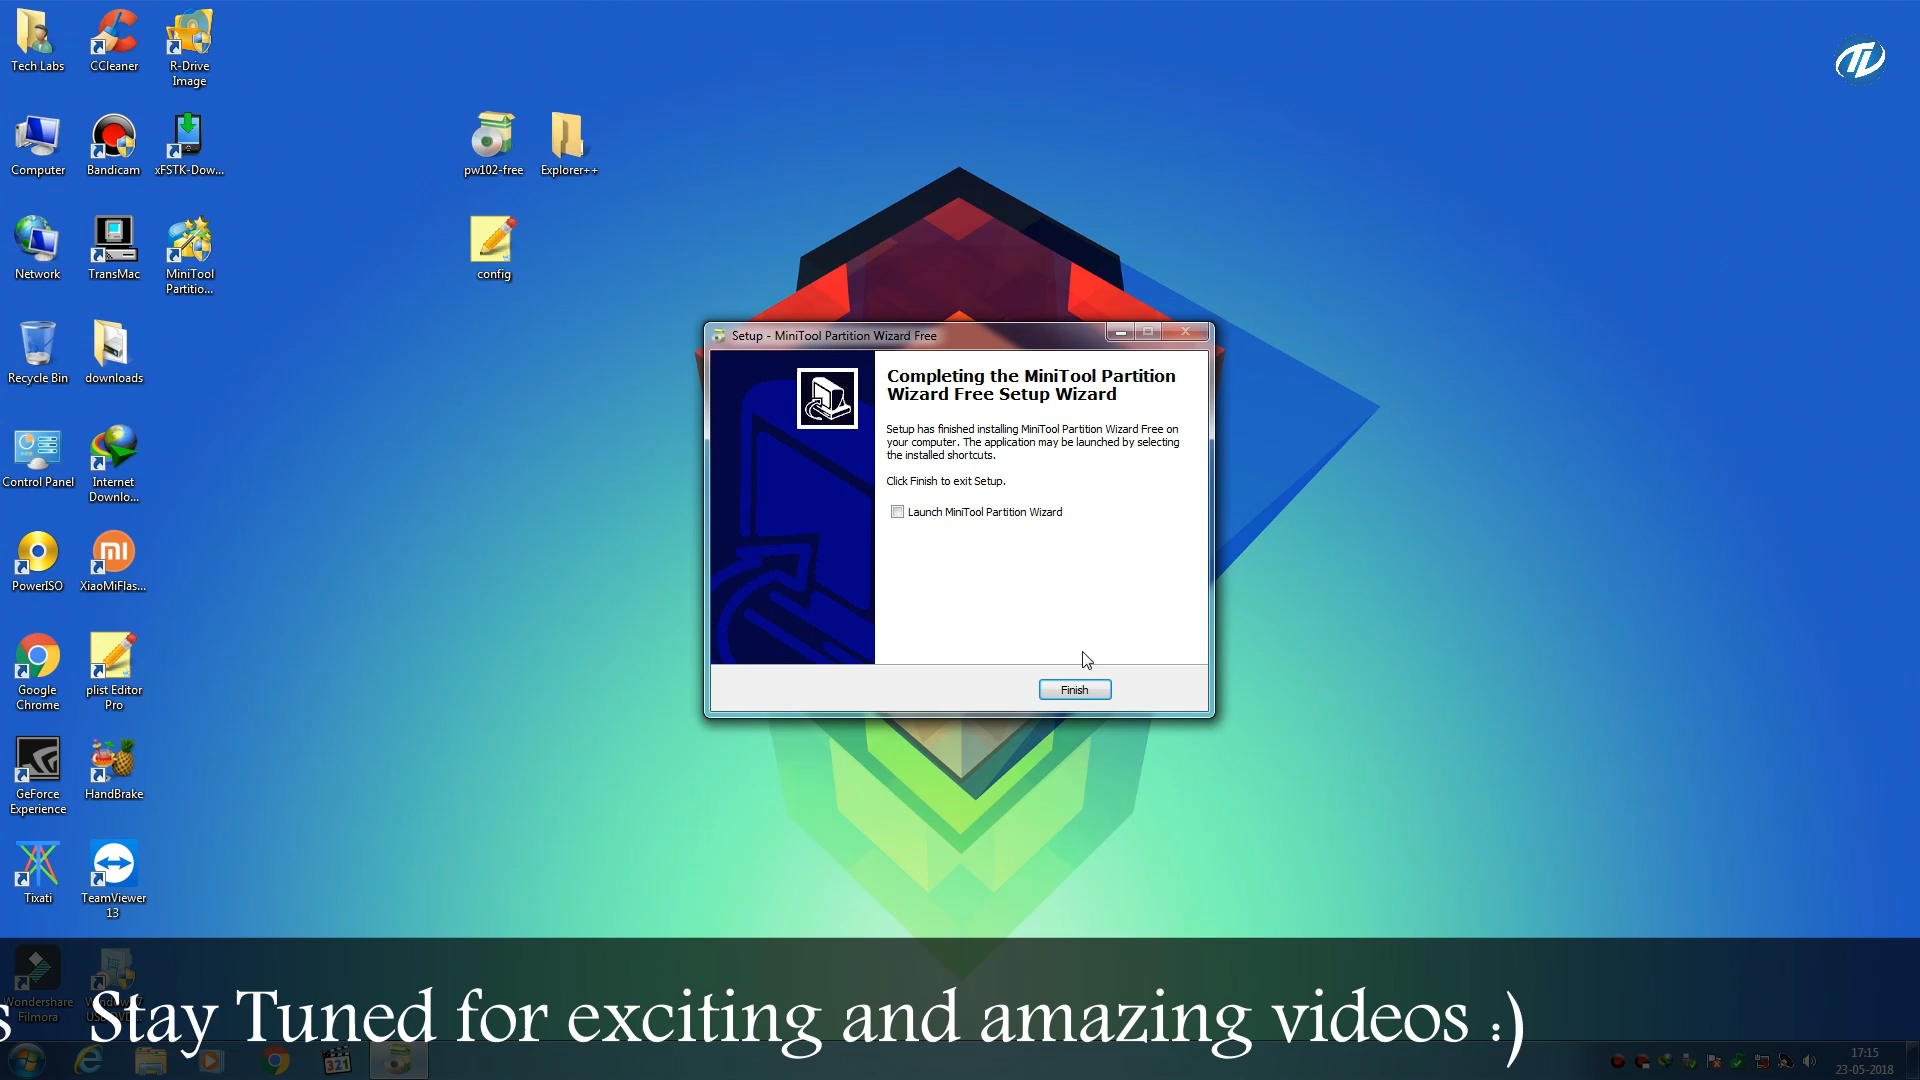 Tech Labs
CCleaner
R-Drive
Image
Computer
Bandicam
xFSTK-Dow...
pw102-free
Explorer++
Network
TransMac
MiniTool
Partitio...
config
Recycle Bin
downloads
Control Panel
Internet
Downlo...
PowerISO
XiaoMiFlas...
Google
Chrome
plist Editor
Pro
GeForce
Experience
HandBrake
Tixati
TeamViewer
13
Setup - MiniTool Partition Wizard Free
Completing the MiniTool Partition
Wizard Free Setup Wizard
Setup has finished installing MiniTool Partition Wizard Free on
your computer. The application may be launched by selecting
the installed shortcuts.
Click Finish to exit Setup.
Launch MiniTool Partition Wizard
Finish
Wondershare
Filmora
s Stay Tuned for exciting and amazing videos :)
321
17:15
23-05-2018